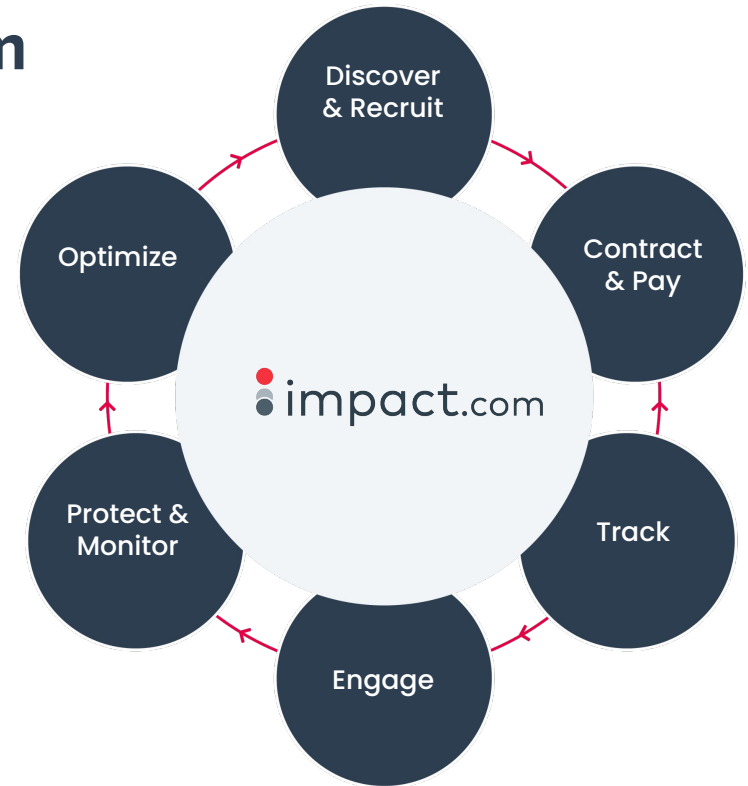 Discover
& Recruit
Contract
& Pay
Track
Engage
Protect &
Monitor
Optimize
impact.com